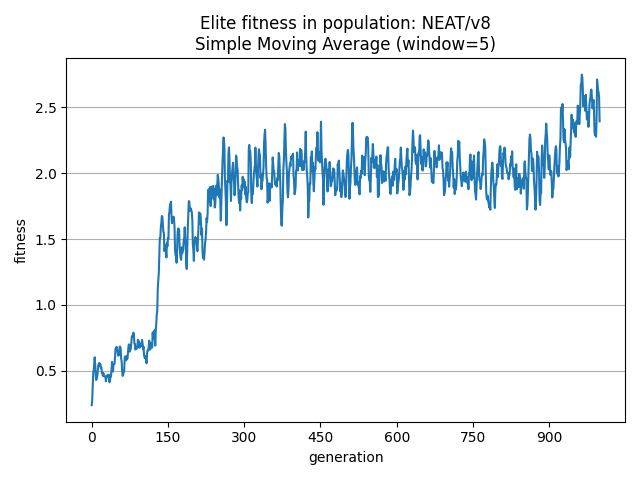 Elite fitness in population: NEAT/v8
Simple Moving Average (window=5)
fitness
2.5
2.0
1.5
1.0
0.5
0 150 300 450 600 750 900
generation